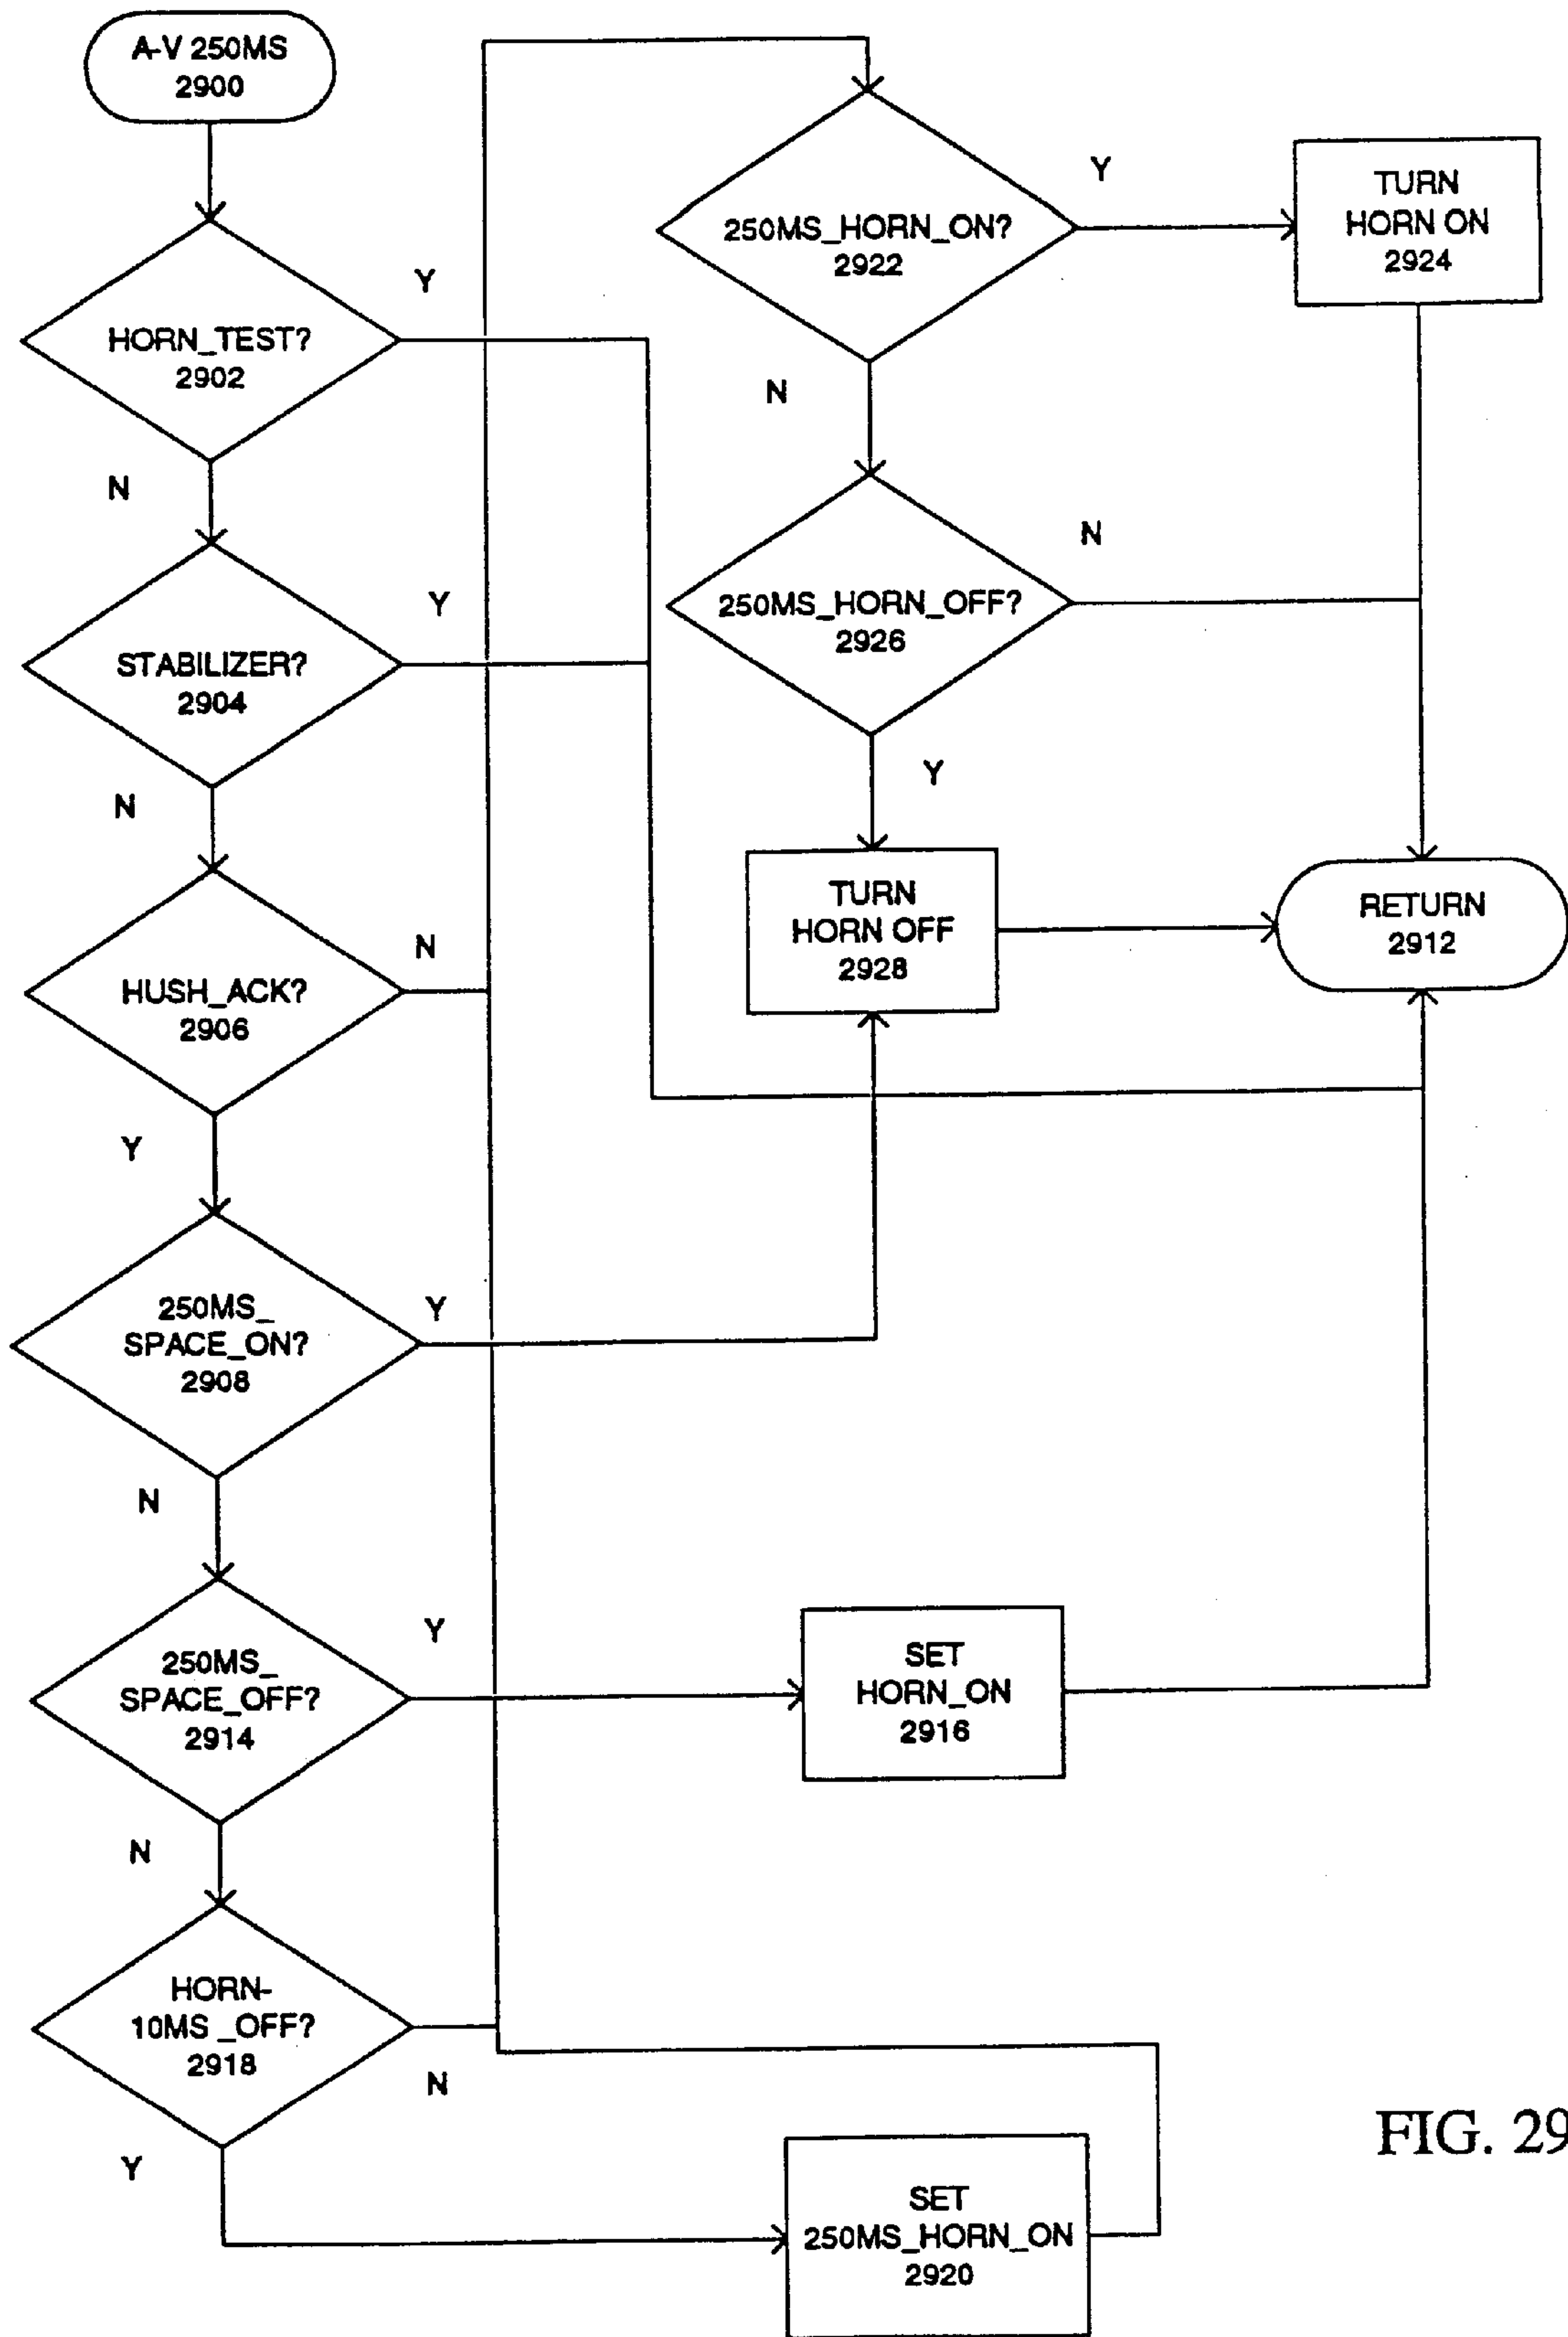 A-V 250MS
2900
HORN_TEST?
2902
Y
N
STABILIZER?
2904
Y
N
HUSH_ACK?
2906
N
Y
250MS_
SPACE_ON?
2908
Y
N
250MS_
SPACE_OFF?
2914
Y
N
HORN-
10MS_OFF?
2918
N
Y
250MS_HORN_ON?
2922
Y
N
TURN
HORN ON
2924
250MS_HORN_OFF?
2926
N
Y
TURN
HORN OFF
2928
RETURN
2912
SET
HORN_ON
2916
SET
250MS_HORN_ON
2920
FIG. 29